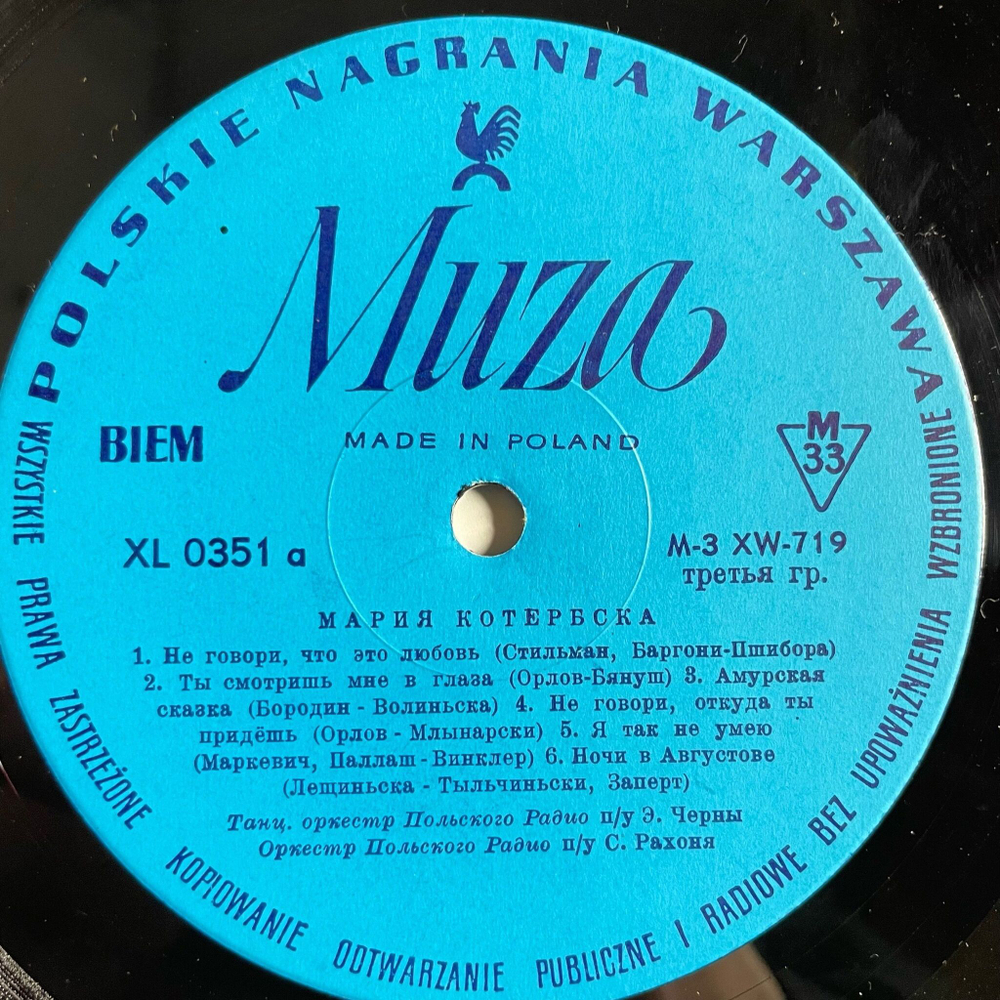 POLSKIE NAGRANIA WARSZAWA
Muza
BIEM
MADE IN POLAND
M
33
XL 0351 a
M-3 XW-719
третья гр.
МАРИЯ КОТЕРБСКА
1. Не говори, что это любовь (Стильман, Баргони-Пшибора)
2. Ты смотришь мне в глаза (Орлов-Бянуш) 3. Амурская
сказка (Бородин - Волиньска) 4. Не говори, откуда ты
придёшь (Орлов - Млынарски) 5. Я так не умею
(Маркевич, Паллаш - Винклер) 6. Ночи в Августове
(Лещиньска - Тыльчиньски, Заперт)
Танц. оркестр Польского Радио п/у Э. Черны
Оркестр Польского Радио п/у С. Рахоня
WSZYSTKIE PRAWA ZASTRZEŻONE KOPIOWANIE ODTWARZANIE PUBLICZNE I RADIOWE BEZ UPOWAŻNIENIA WZBRONIONE